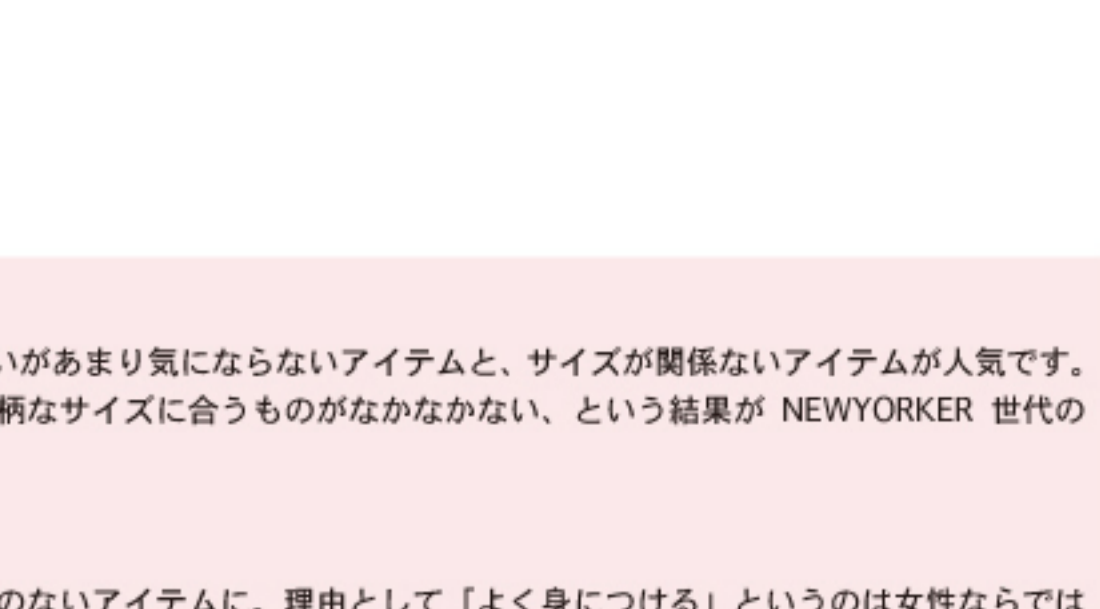 いがあまり気にならないアイテムと、サイズが関係ないアイテムが人気です。
柄なサイズに合うものがなかなかない、という結果が NEWYORKER 世代の
のないアイテムに。理由として「よく身につける」というのは女性ならでは